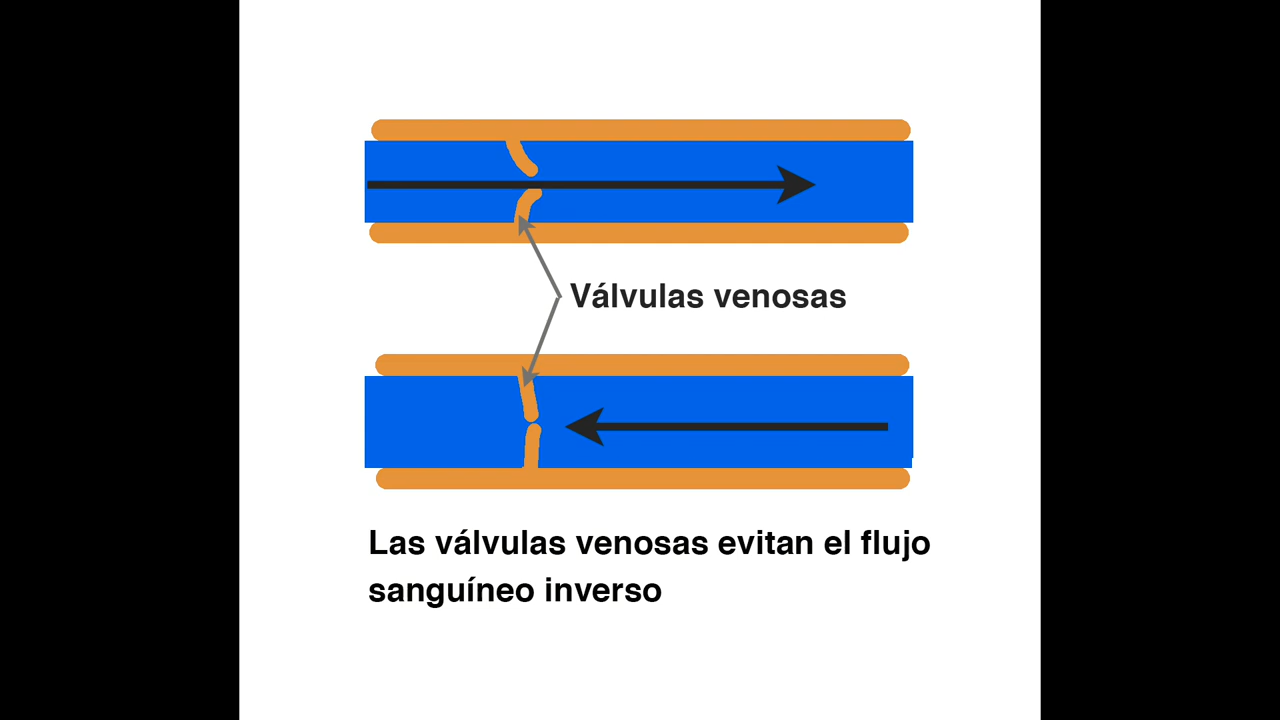 Válvulas venosas
Las válvulas venosas evitan el flujo
sanguíneo inverso